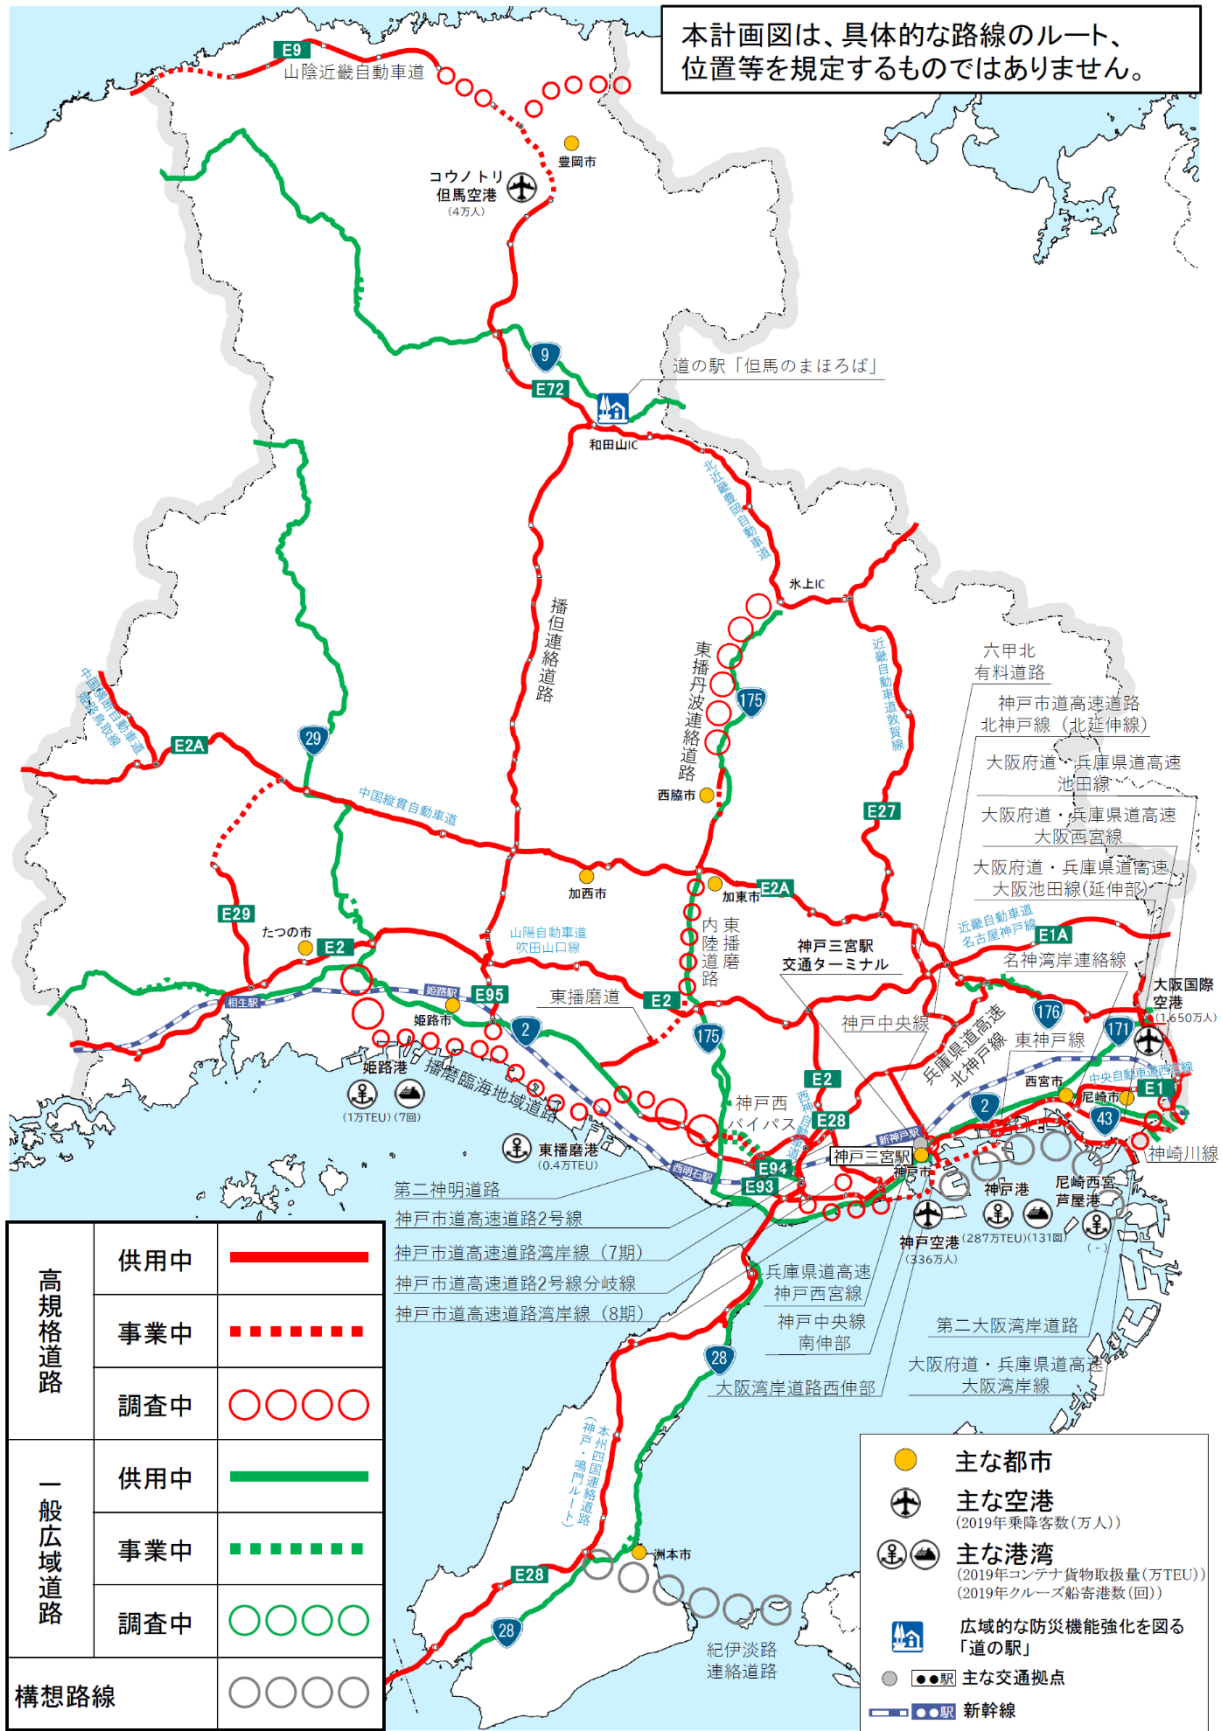 本計画図は、具体的な路線のルート、
位置等を規定するものではありません。
E9
山陰近畿自動車道
豊岡市
コウノトリ
但馬空港
(4万人)
9
道の駅「但馬のまほろば」
E72
和田山IC
北近畿豊岡自動車道
氷上IC
播但連絡道路
東播丹波連絡道路
175
近畿自動車道敦賀線
六甲北
有料道路
神戸市道高速道路
北神戸線（北延伸線）
中国横断自動車道
姫路鳥取線
E2A
29
大阪府道・兵庫県道高速
池田線
西脇市
中国縦貫自動車道
E27
大阪府道・兵庫県道高速
大阪西宮線
大阪府道・兵庫県道高速
大阪池田線(延伸部)
加西市
加東市
E2A
E29
たつの市
E2
山陽自動車道
吹田山口線
東播磨
内陸道路
神戸三宮駅
交通ターミナル
近畿自動車道
名古屋神戸線
E1A
名神湾岸連絡線
相生駅
姫路駅
E95
東播磨道
E2
大阪国際
空港
(1,650万人)
姫路市
2
175
神戸中央線
兵庫県道高速
北神戸線
176
171
東神戸線
姫路港
(1万TEU)
(7回)
播磨臨海地域道路
E2
西宮市
尼崎市
中央自動車道西宮線
E1
神戸西
バイパス
西神自動車道
E28
2
43
東播磨港
(0.4万TEU)
新神戸駅
神戸三宮駅
神戸市
神崎川線
西明石駅
E94
E93
第二神明道路
神戸市道高速道路2号線
神戸市道高速道路湾岸線（7期）
神戸市道高速道路2号線分岐線
神戸市道高速道路湾岸線（8期）
神戸港
(287万TEU)
(131回)
尼崎西宮
芦屋港
(-)
神戸空港
(336万人)
兵庫県道高速
神戸西宮線
神戸中央線
南伸部
第二大阪湾岸道路
28
大阪湾岸道路西伸部
大阪府道・兵庫県道高速
大阪湾岸線
本州四国連絡道路
(神戸・鳴門ルート)
洲本市
E28
28
紀伊淡路
連絡道路
高規格道路
供用中
事業中
調査中
一般広域道路
供用中
事業中
調査中
構想路線
主な都市
主な空港
(2019年乗降客数(万人))
主な港湾
(2019年コンテナ貨物取扱量(万TEU))
(2019年クルーズ船寄港数(回))
広域的な防災機能強化を図る
「道の駅」
●●駅 主な交通拠点
●●駅 新幹線